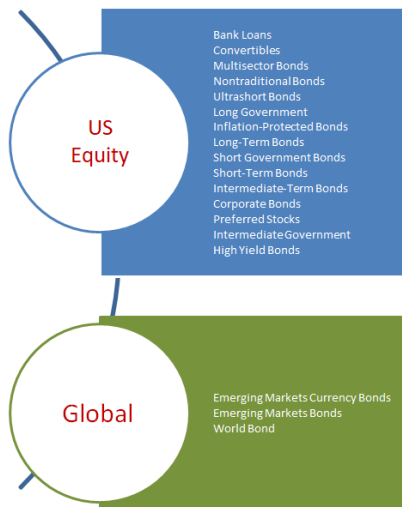 US
Equity
Bank Loans
Convertibles
Multisector Bonds
Nontraditional Bonds
Ultrashort Bonds
Long Government
Inflation-Protected Bonds
Long-Term Bonds
Short Government Bonds
Short-Term Bonds
Intermediate-Term Bonds
Corporate Bonds
Preferred Stocks
Intermediate Government
High Yield Bonds
Global
Emerging Markets Currency Bonds
Emerging Markets Bonds
World Bond